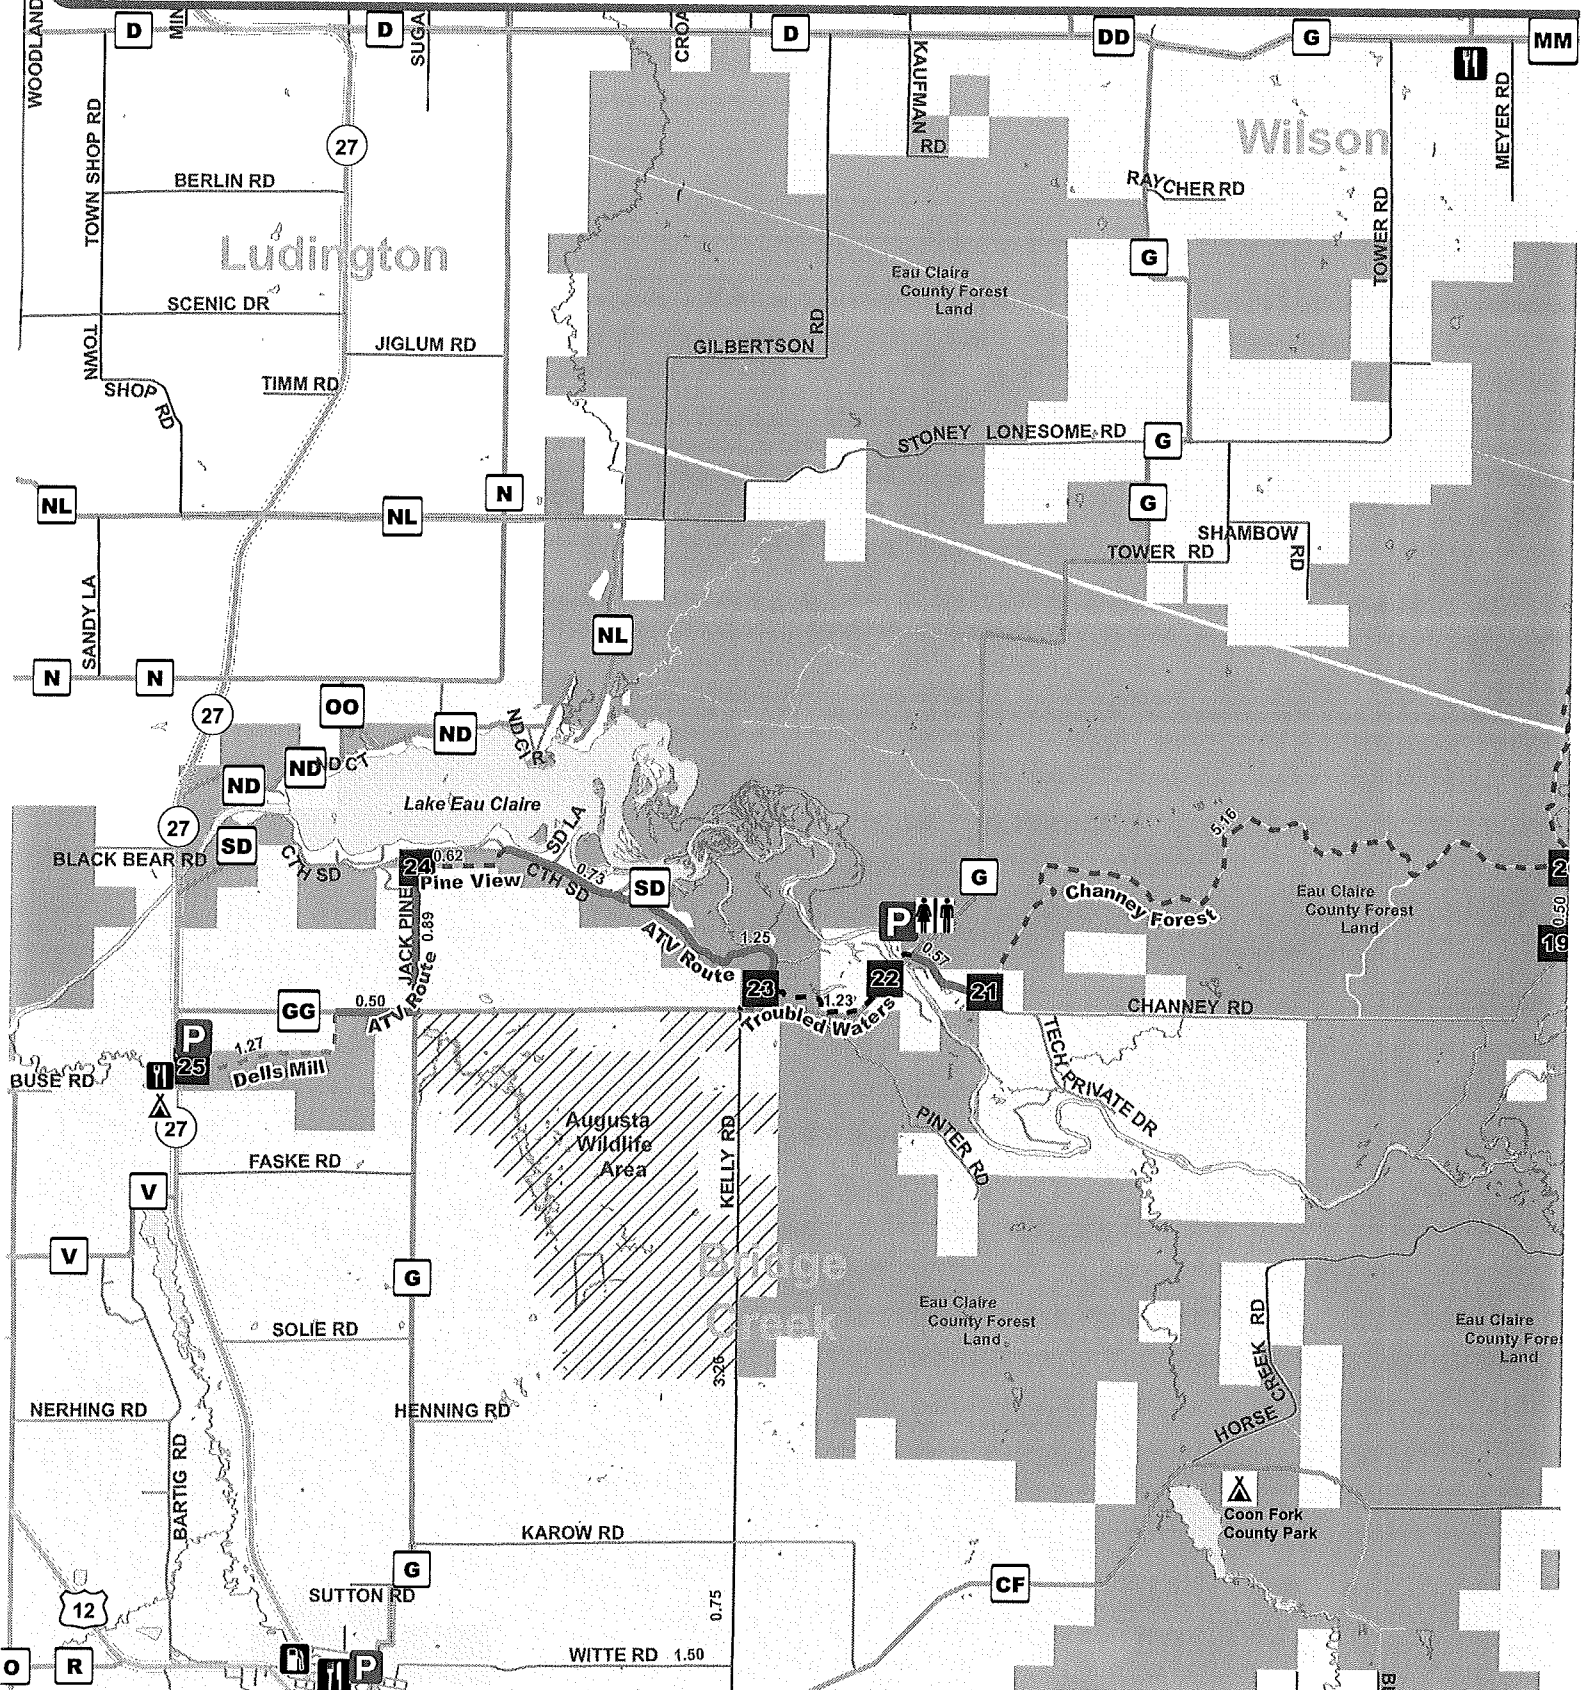 WOODLAND
D
MIN
D
SUGA
CROA
D
KAUFMAN
RD
DD
G
MM
MEYER RD
TOWN SHOP RD
27
BERLIN RD
Wilson
RAYCHER RD
TOWER RD
Ludington
G
Eau Claire
County Forest
Land
SCENIC DR
TOWN
SHOP
RD
JIGLUM RD
TIMM RD
GILBERTSON
RD
STONEY LONESOME RD
G
NL
NL
N
G
SHAMBOW
RD
TOWER RD
SANDY LA
NL
N
N
27
OO
ND
ND CIR
ND
ND CT
ND
27
SD
Lake Eau Claire
SD LA
BLACK BEAR RD
CTH SD
24
0.62
Pine View
CTH SD
0.73
SD
G
5.16
Channey Forest
Eau Claire
County Forest
Land
2
0.50
19
JACK PINE
0.89
ATV Route
1.25
P
0.57
23
22
21
1.23
Troubled Waters
CHANNEY RD
GG
0.50
ATV Route
P
25
1.27
Dells Mill
BUSE RD
27
TECH PRIVATE DR
PINTER RD
Augusta
Wildlife
Area
KELLY RD
FASKE RD
V
V
G
Bridge
Creek
Eau Claire
County Forest
Land
Eau Claire
County Fores
Land
SOLIE RD
3.26
HORSE CREEK RD
NERHING RD
HENNING RD
BARTIG RD
Coon Fork
County Park
KAROW RD
G
CF
SUTTON RD
12
0.75
O
R
P
WITTE RD 1.50